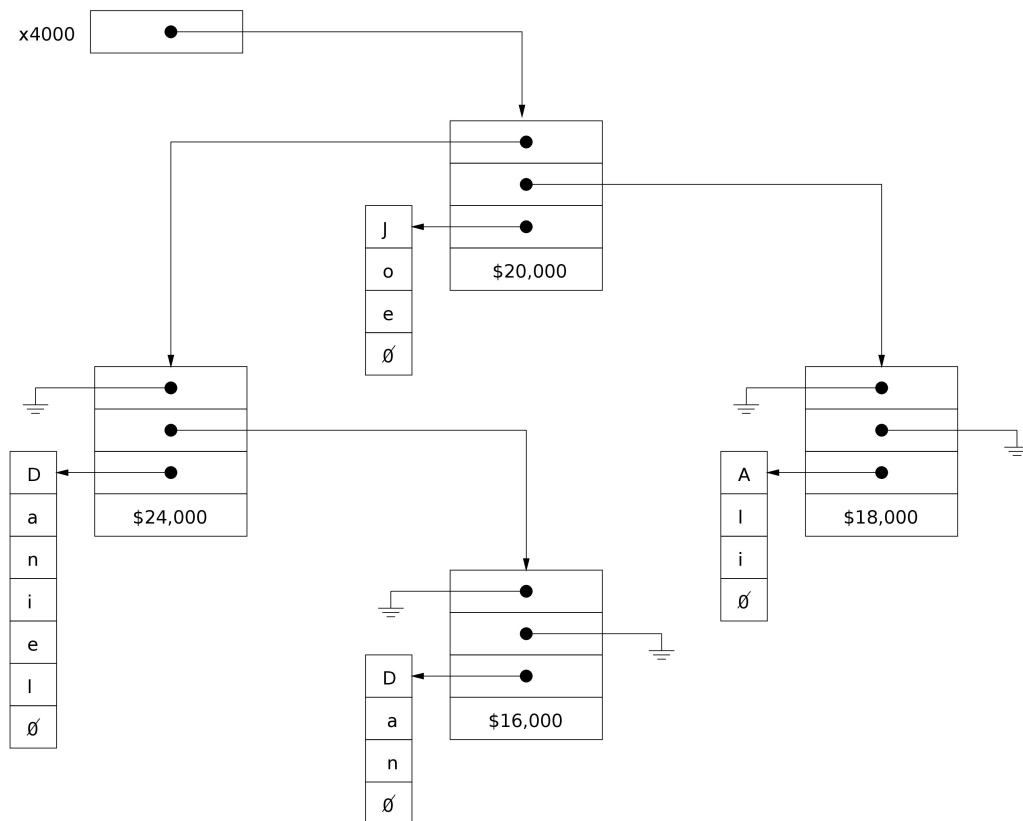 x4000
J
o
e
Ø
$20,000
D
a
n
i
e
l
Ø
$24,000
A
l
i
Ø
$18,000
D
a
n
Ø
$16,000